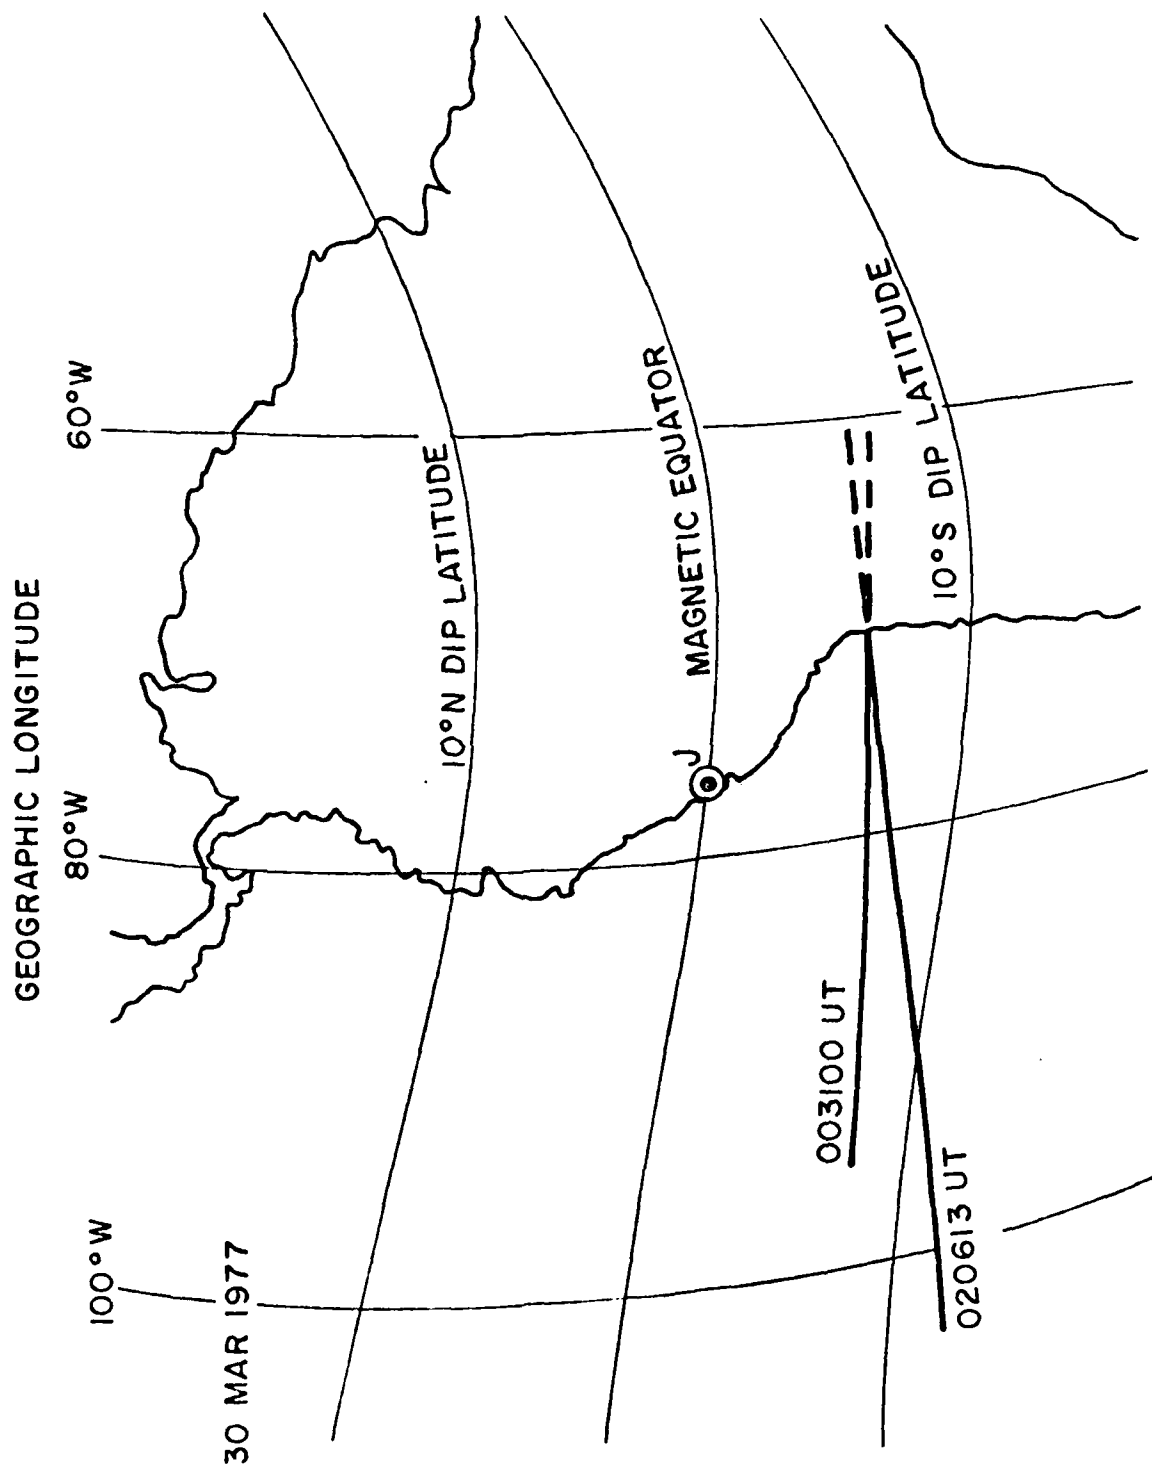 GEOGRAPHIC LONGITUDE
100°W
80°W
60°W
30 MAR 1977
10°N DIP LATITUDE
MAGNETIC EQUATOR
J
10°S DIP LATITUDE
003100 UT
020613 UT